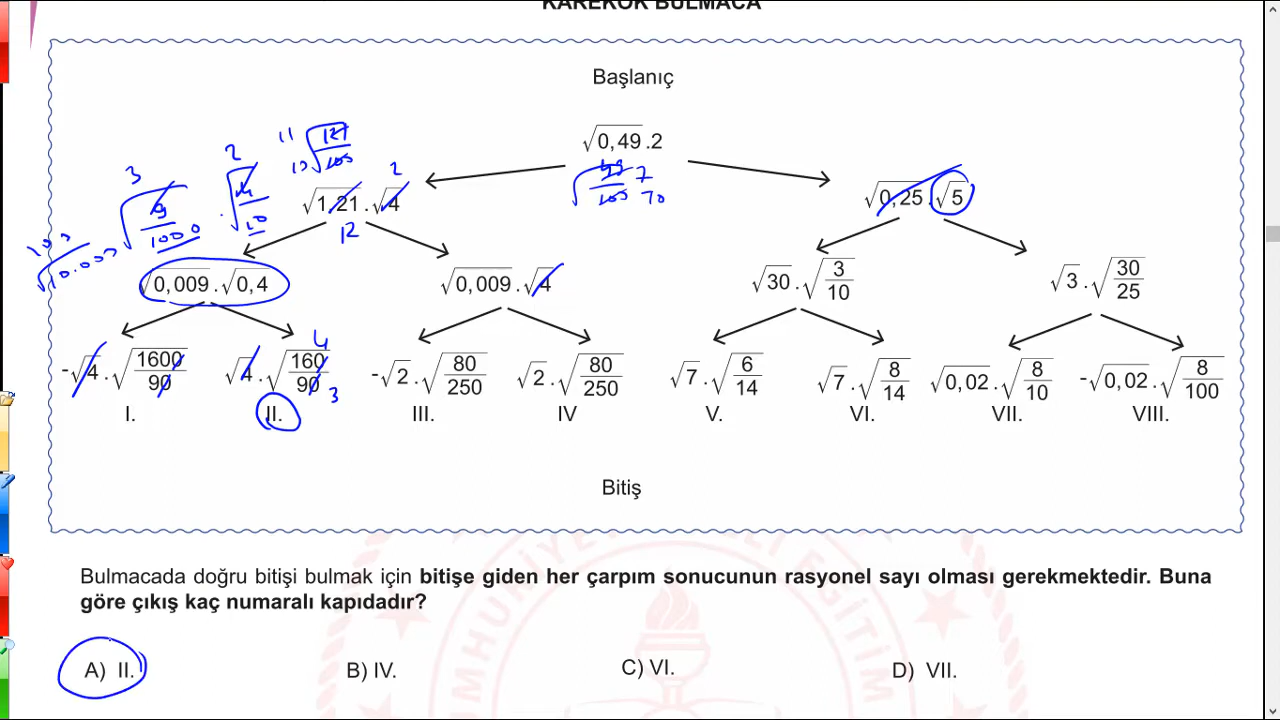 KAREKÖK BULMACA
Başlanıç
√0,49 . 2
√1,21 . √4
√0,25 . √5
√0,009 . √0,4
√0,009 . √4
√30 . √3/10
√3 . √30/25
-√4 . √1600/90
√4 . √160/90
-√2 . √80/250
√2 . √80/250
√7 . √6/14
√7 . √8/14
√0,02 . √8/10
-√0,02 . √8/100
I. II. III. IV V. VI. VII. VIII.
Bitiş
Bulmacada doğru bitişi bulmak için bitişe giden her çarpım sonucunun rasyonel sayı olması gerekmektedir. Buna
göre çıkış kaç numaralı kapıdadır?
A) II. B) IV. C) VI. D) VII.